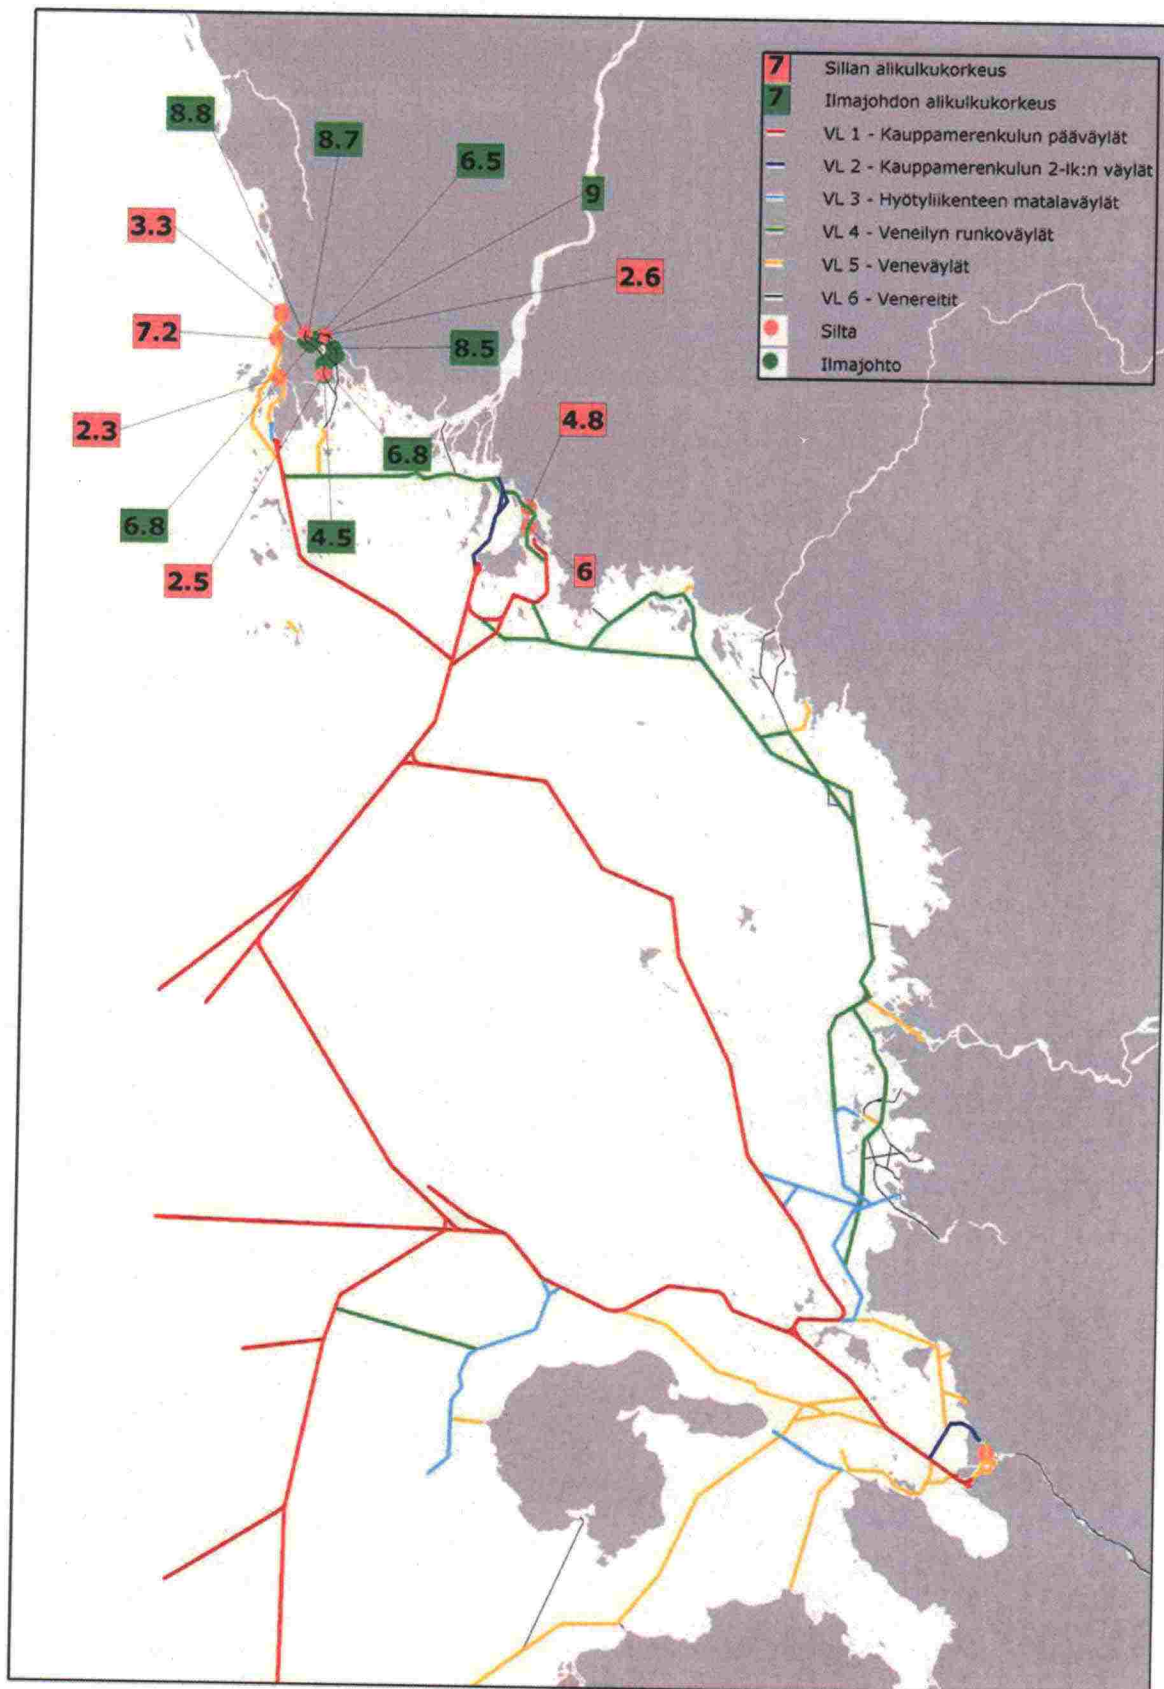 7 Sillan alikulkukorkeus
7 Ilmajohdon alikulkukorkeus
VL 1 - Kauppamerenkulun pääväylät
VL 2 - Kauppamerenkulun 2-lk:n väylät
VL 3 - Hyötyliikenteen matalaväylät
VL 4 - Veneilyn runkoväylät
VL 5 - Veneväylät
VL 6 - Venereitit
Silta
Ilmajohto
8.8
8.7
6.5
9
3.3
2.6
7.2
8.5
2.3
4.8
6.8
6.8
4.5
2.5
6